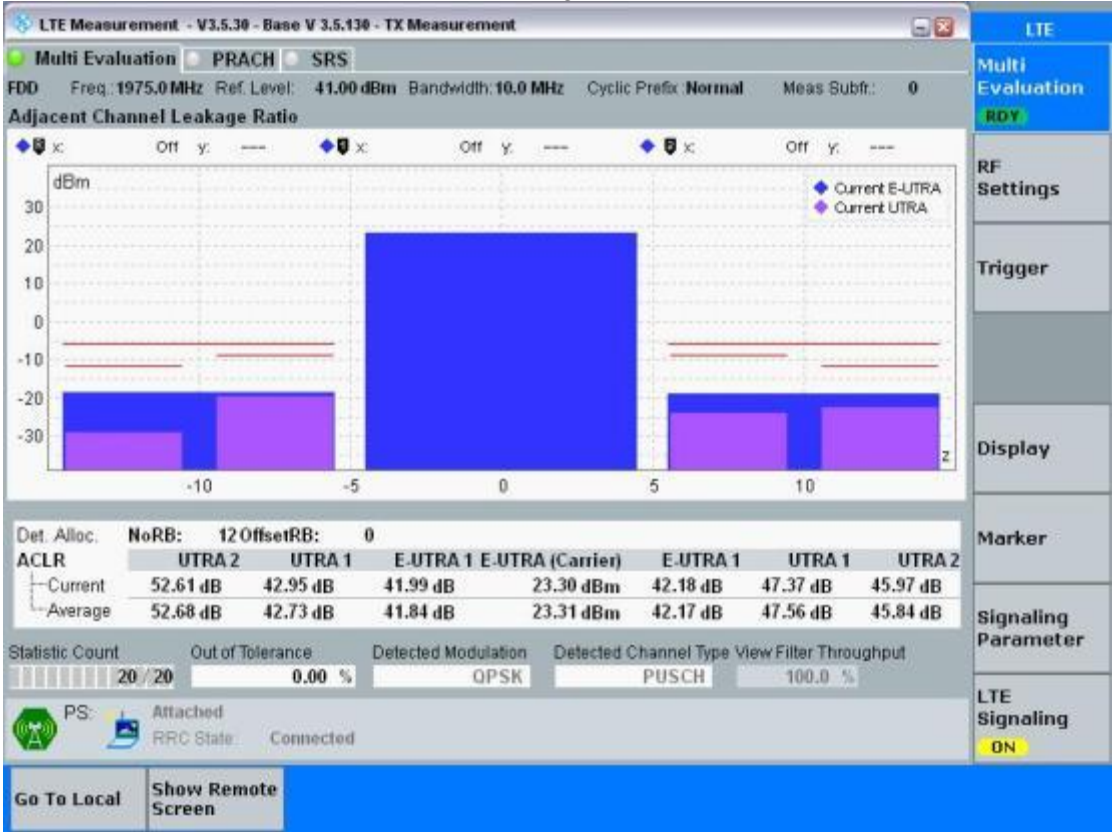 LTE Measurement - V3.5.30 - Base V 3.5.130 - TX Measurement
Multi Evaluation PRACH SRS
FDD Freq.: 1975.0 MHz Ref. Level: 41.00 dBm Bandwidth: 10.0 MHz Cyclic Prefix: Normal Meas Subfr.: 0
Adjacent Channel Leakage Ratio
x: Off y: --- x: Off y: --- x: Off y: ---
dBm
Current E-UTRA
Current UTRA
30
20
10
0
-10
-20
-30
z
-10 -5 0 5 10
Det. Alloc. NoRB: 12 OffsetRB: 0
ACLR UTRA 2 UTRA 1 E-UTRA 1 E-UTRA (Carrier) E-UTRA 1 UTRA 1 UTRA 2
Current 52.61 dB 42.95 dB 41.99 dB 23.30 dBm 42.18 dB 47.37 dB 45.97 dB
Average 52.68 dB 42.73 dB 41.84 dB 23.31 dBm 42.17 dB 47.56 dB 45.84 dB
Statistic Count Out of Tolerance Detected Modulation Detected Channel Type View Filter Throughput
20 / 20 0.00 % QPSK PUSCH 100.0 %
PS: Attached
RRC State: Connected
LTE
Multi
Evaluation
RDY
RF
Settings
Trigger
Display
Marker
Signaling
Parameter
LTE
Signaling
ON
Go To Local
Show Remote
Screen